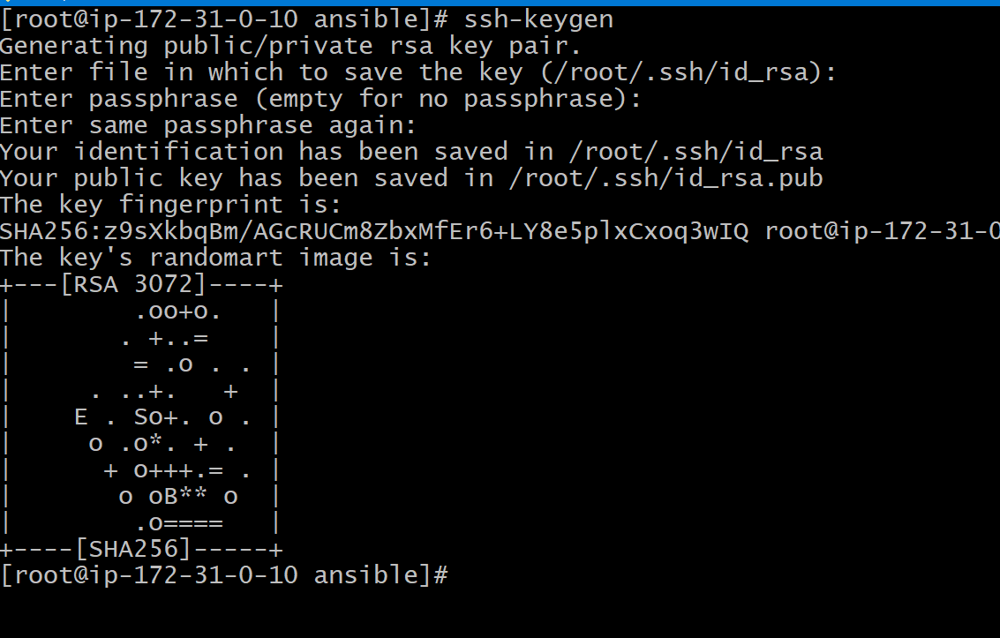 [root@ip-172-31-0-10 ansible]# ssh-keygen
Generating public/private rsa key pair.
Enter file in which to save the key (/root/.ssh/id_rsa):
Enter passphrase (empty for no passphrase):
Enter same passphrase again:
Your identification has been saved in /root/.ssh/id_rsa
Your public key has been saved in /root/.ssh/id_rsa.pub
The key fingerprint is:
SHA256:z9sXkbqBm/AGcRUCm8ZbxMfEr6+LY8e5plxCxoq3wIQ root@ip-172-31-0
The key's randomart image is:
+---[RSA 3072]----+
|        .oo+o.   |
|       . +..=    |
|        = .o . . |
|     . ..+.   +  |
|    E . So+. o . |
|     o .o*. + .  |
|      + o+++.= . |
|       o oB** o  |
|        .o====   |
+----[SHA256]-----+
[root@ip-172-31-0-10 ansible]#